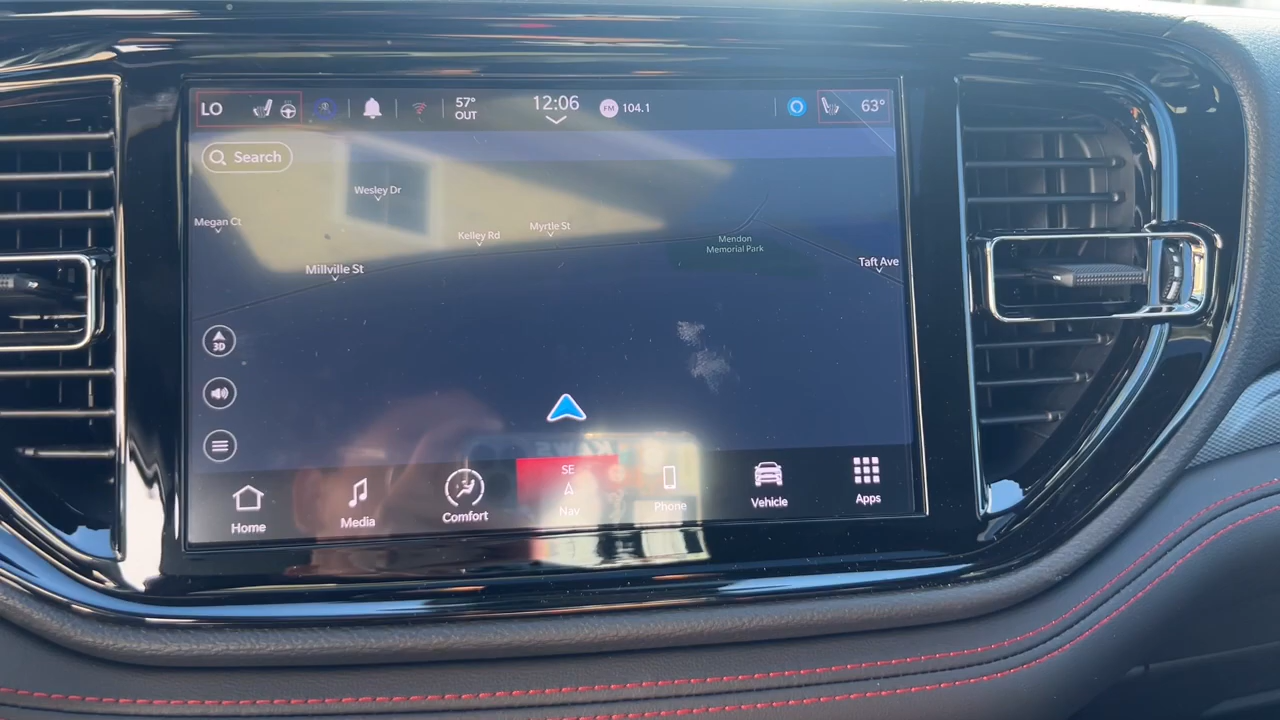 LO
57°
OUT
12:06
FM 104.1
63°
Search
Wesley Dr
Megan Ct
Kelley Rd
Myrtle St
Mendon
Memorial Park
Taft Ave
Millville St
3D
SE
Home
Media
Comfort
Nav
Phone
Vehicle
Apps